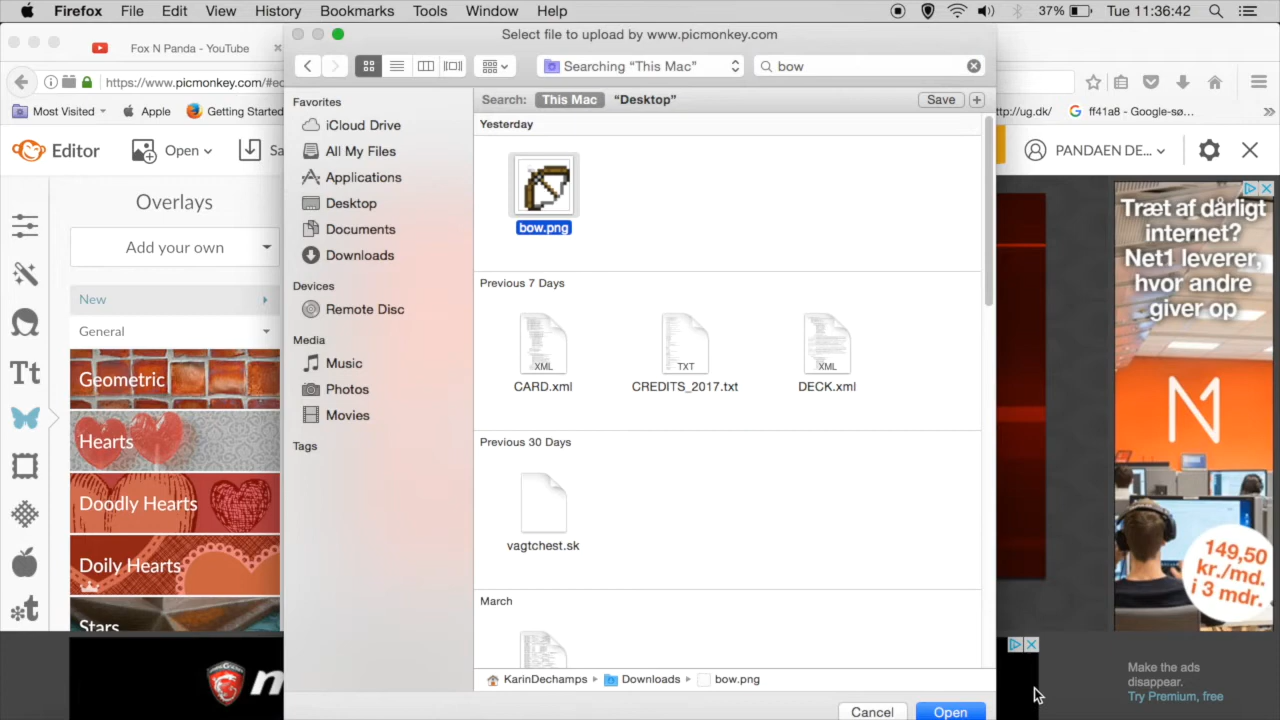 Firefox File Edit View History Bookmarks Tools Window Help 37% Tue 11:36:42
Select file to upload by www.picmonkey.com
Fox N Panda - YouTube
Searching "This Mac" bow
https://www.picmonkey.com/#ec
Search: This Mac "Desktop" Save +
Most Visited Apple Getting Started
ttp://ug.dk/ ff41a8 - Google-sø...
Editor Open Sa
PANDAEN DE...
Overlays
Add your own
New
General
Geometric
Hearts
Doodly Hearts
Doily Hearts
Stars
Favorites
iCloud Drive
All My Files
Applications
Desktop
Documents
Downloads
Devices
Remote Disc
Media
Music
Photos
Movies
Tags
Yesterday
bow.png
Previous 7 Days
XML TXT XML
CARD.xml CREDITS_2017.txt DECK.xml
Previous 30 Days
vagtchest.sk
March
KarinDechamps Downloads bow.png
Cancel Open
Træt af dårligt
internet?
Net1 leverer,
hvor andre
giver op
149,50
kr./md.
i 3 mdr.
Make the ads
disappear.
Try Premium, free